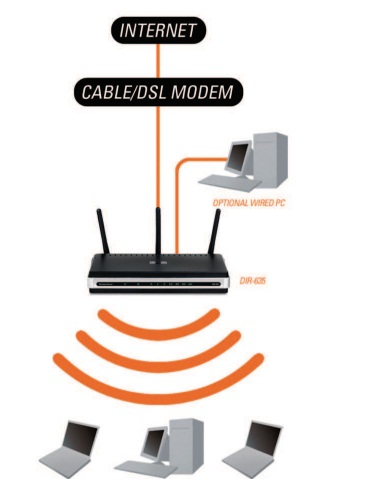 INTERNET
CABLE/DSL MODEM
OPTIONAL WIRED PC
DIR-635